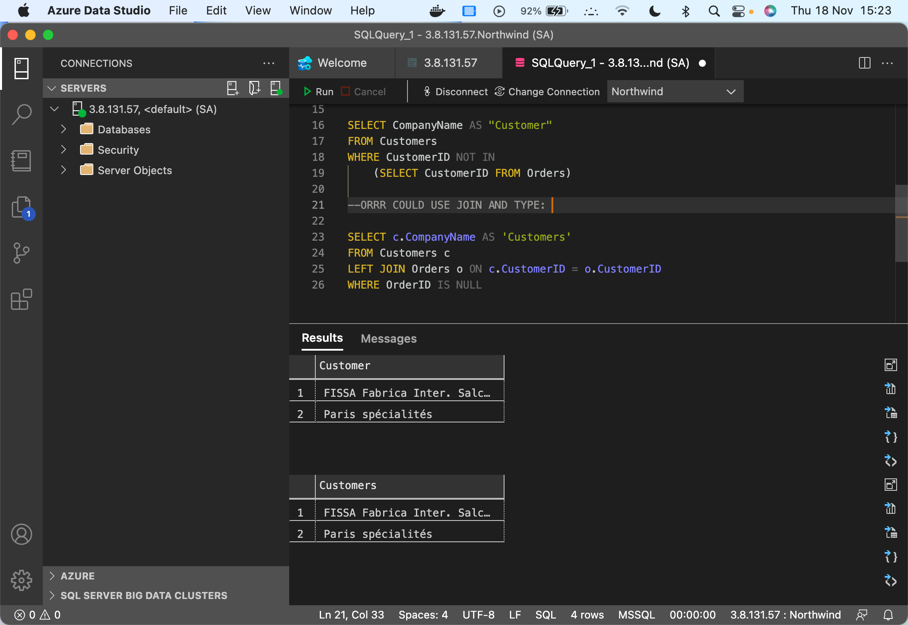 Azure Data Studio File Edit View Window Help 92% Thu 18 Nov 15:23
SQLQuery_1 - 3.8.131.57.Northwind (SA)
CONNECTIONS ...
Welcome 3.8.131.57 SQLQuery_1 - 3.8.13...nd (SA) ● ...
SERVERS
Run Cancel Disconnect Change Connection Northwind
3.8.131.57, <default> (SA)
Databases
Security
Server Objects
15
16 SELECT CompanyName AS "Customer"
17 FROM Customers
18 WHERE CustomerID NOT IN
19 (SELECT CustomerID FROM Orders)
20
21 --ORRR COULD USE JOIN AND TYPE:
22
23 SELECT c.CompanyName AS 'Customers'
24 FROM Customers c
25 LEFT JOIN Orders o ON c.CustomerID = o.CustomerID
26 WHERE OrderID IS NULL
1
Results Messages
Customer
1 FISSA Fabrica Inter. Salc…
2 Paris spécialités
Customers
1 FISSA Fabrica Inter. Salc…
2 Paris spécialités
AZURE
SQL SERVER BIG DATA CLUSTERS
0 0 Ln 21, Col 33 Spaces: 4 UTF-8 LF SQL 4 rows MSSQL 00:00:00 3.8.131.57 : Northwind